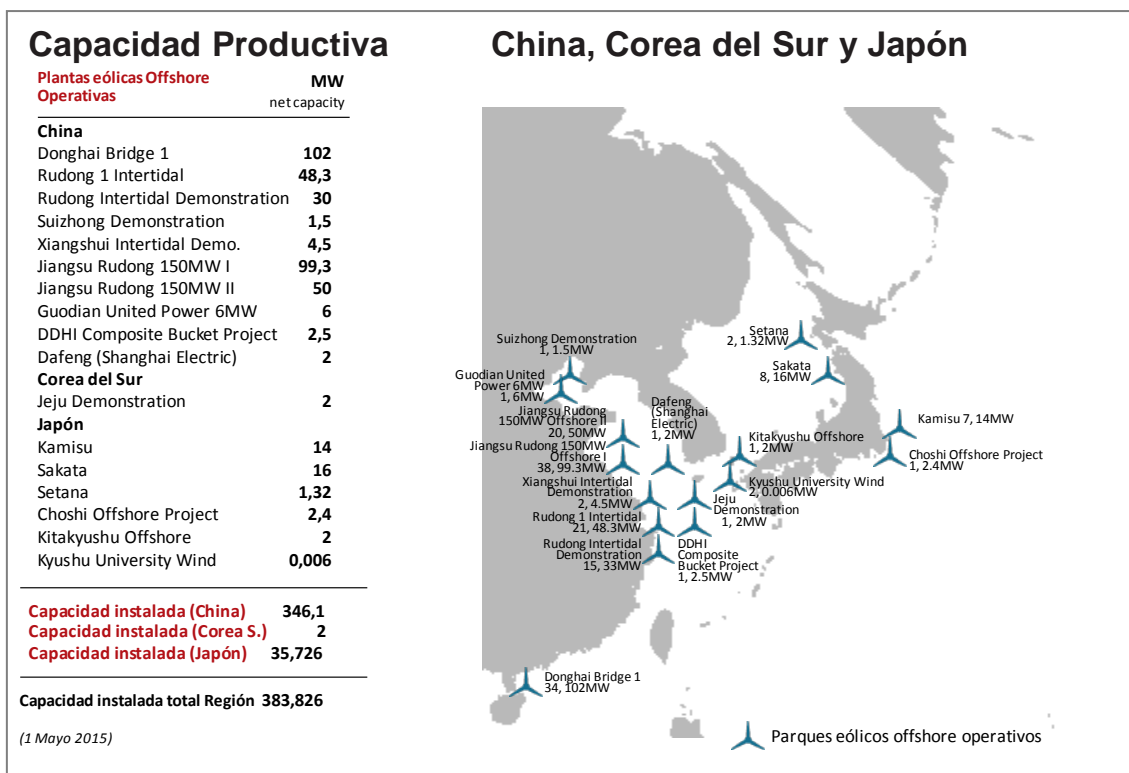 Capacidad Productiva
China, Corea del Sur y Japón
Plantas eólicas Offshore
Operativas
MW
net capacity
China
Donghai Bridge 1 102
Rudong 1 Intertidal 48,3
Rudong Intertidal Demonstration 30
Suizhong Demonstration 1,5
Xiangshui Intertidal Demo. 4,5
Jiangsu Rudong 150MW I 99,3
Jiangsu Rudong 150MW II 50
Guodian United Power 6MW 6
DDHI Composite Bucket Project 2,5
Dafeng (Shanghai Electric) 2
Corea del Sur
Jeju Demonstration 2
Japón
Kamisu 14
Sakata 16
Setana 1,32
Choshi Offshore Project 2,4
Kitakyushu Offshore 2
Kyushu University Wind 0,006
Capacidad instalada (China) 346,1
Capacidad instalada (Corea S.) 2
Capacidad instalada (Japón) 35,726
Capacidad instalada total Región 383,826
(1 Mayo 2015)
Setana
2, 1.32MW
Suizhong Demonstration
1, 1.5MW
Sakata
8, 16MW
Guodian United
Power 6MW
1, 6MW
Dafeng
(Shanghai
Electric)
1, 2MW
Jiangsu Rudong
150MW Offshore II
20, 50MW
Kamisu 7, 14MW
Kitakyushu Offshore
1, 2MW
Jiangsu Rudong 150MW
Offshore I
38, 99.3MW
Choshi Offshore Project
1, 2.4MW
Kyushu University Wind
2, 0.006MW
Xiangshui Intertidal
Demonstration
2, 4.5MW
Jeju
Demonstration
1, 2MW
Rudong 1 Intertidal
21, 48.3MW
Rudong Intertidal
Demonstration
15, 33MW
DDHI
Composite
Bucket Project
1, 2.5MW
Donghai Bridge 1
34, 102MW
Parques eólicos offshore operativos